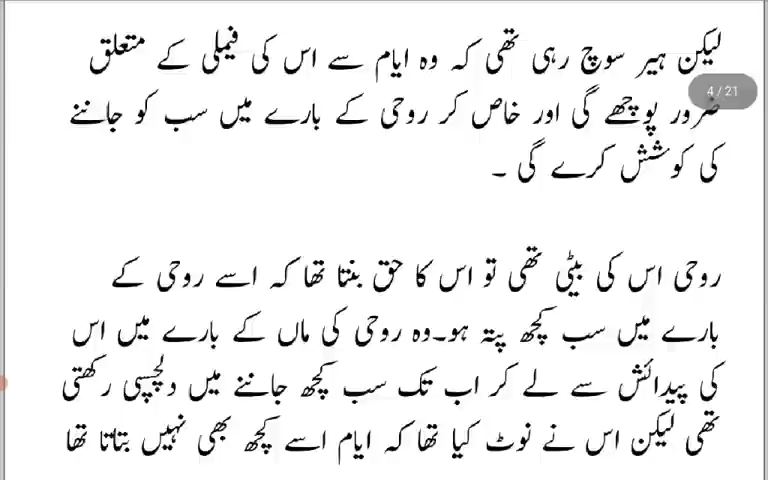 لیکن ہیر سوچ رہی تھی کہ وہ ایام سے اس کی فیملی کے متعلق
4 / 21
ضرور پوچھے گی اور خاص کر روحی کے بارے میں سب کو جاننے
کی کوشش کرے گی ۔
روحی اس کی بیٹی تھی تو اس کا حق بنتا تھا کہ اسے روحی کے
بارے میں سب کچھ پتہ ہو۔وہ روحی کی ماں کے بارے میں اس
کی پیدائش سے لے کر اب تک سب کچھ جاننے میں دلچسپی رکھتی
تھی لیکن اس نے نوٹ کیا تھا کہ ایام اسے کچھ بھی نہیں بتاتا تھا